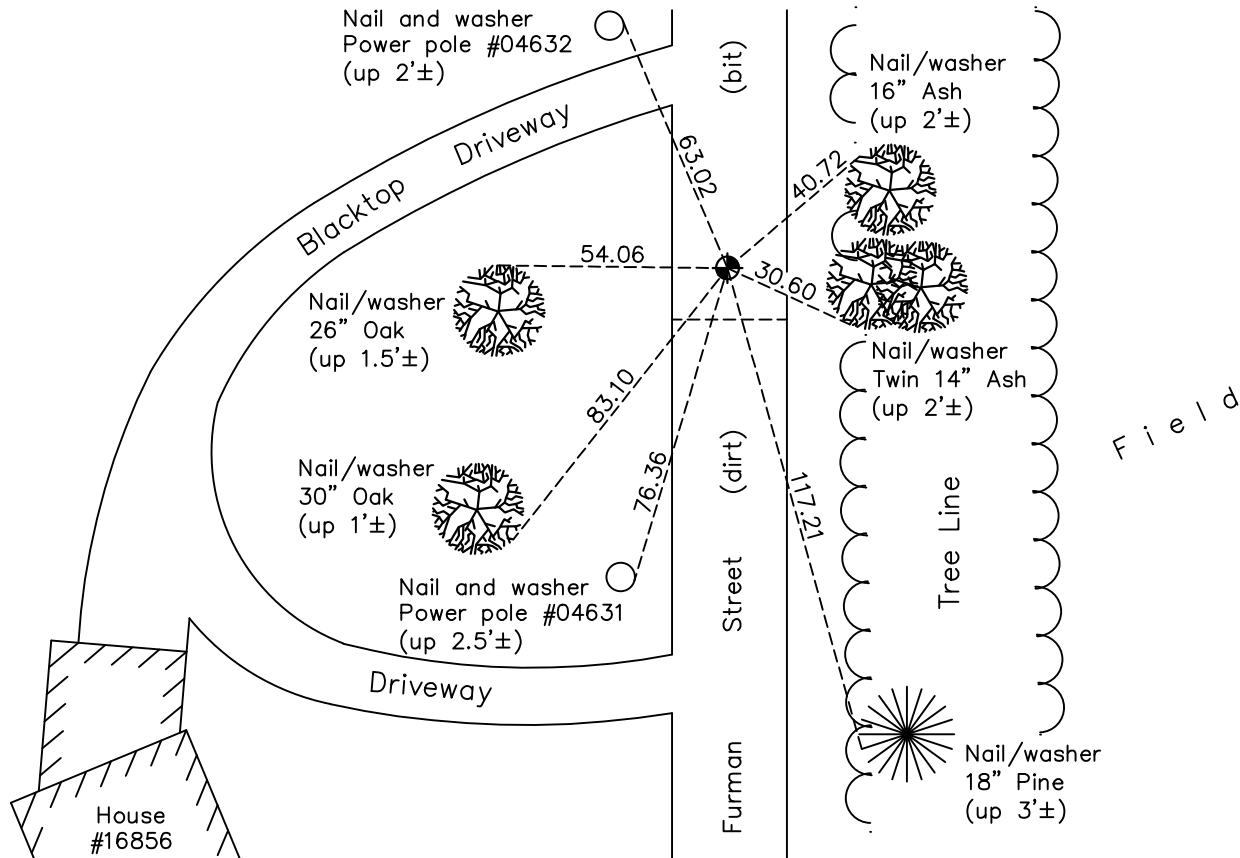 Nail and washer
Power pole #04632
(up 2'±)
(bit)
Nail/washer
16" Ash
(up 2'±)
Blacktop Driveway
63.02
40.72
54.06
30.60
Nail/washer
26" Oak
(up 1.5'±)
Nail/washer
Twin 14" Ash
(up 2'±)
83.10
Field
Nail/washer
30" Oak
(up 1'±)
76.36
(dirt)
117.21
Tree Line
Nail and washer
Power pole #04631
(up 2.5'±)
Furman Street
Driveway
Nail/washer
18" Pine
(up 3'±)
House
#16856